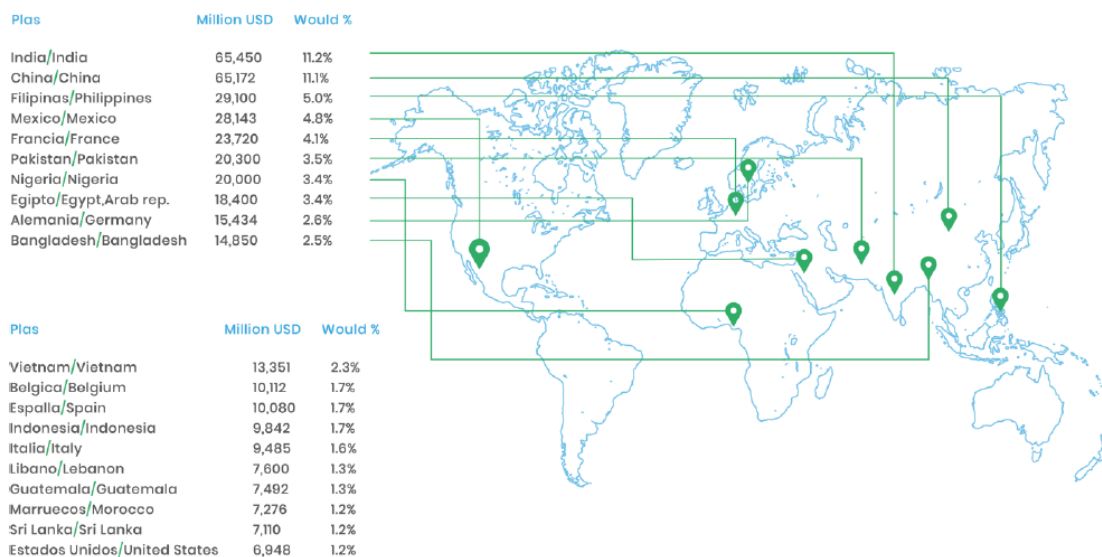 Plas Million USD Would %
India/India 65,450 11.2%
China/China 65,172 11.1%
Filipinas/Philippines 29,100 5.0%
Mexico/Mexico 28,143 4.8%
Francia/France 23,720 4.1%
Pakistan/Pakistan 20,300 3.5%
Nigeria/Nigeria 20,000 3.4%
Egipto/Egypt,Arab rep. 18,400 3.4%
Alemania/Germany 15,434 2.6%
Bangladesh/Bangladesh 14,850 2.5%
Plas Million USD Would %
Vietnam/Vietnam 13,351 2.3%
Belgica/Belgium 10,112 1.7%
Espalla/Spain 10,080 1.7%
Indonesia/Indonesia 9,842 1.7%
Italia/Italy 9,485 1.6%
Libano/Lebanon 7,600 1.3%
Guatemala/Guatemala 7,492 1.3%
Marruecos/Morocco 7,276 1.2%
Sri Lanka/Sri Lanka 7,110 1.2%
Estados Unidos/United States 6,948 1.2%